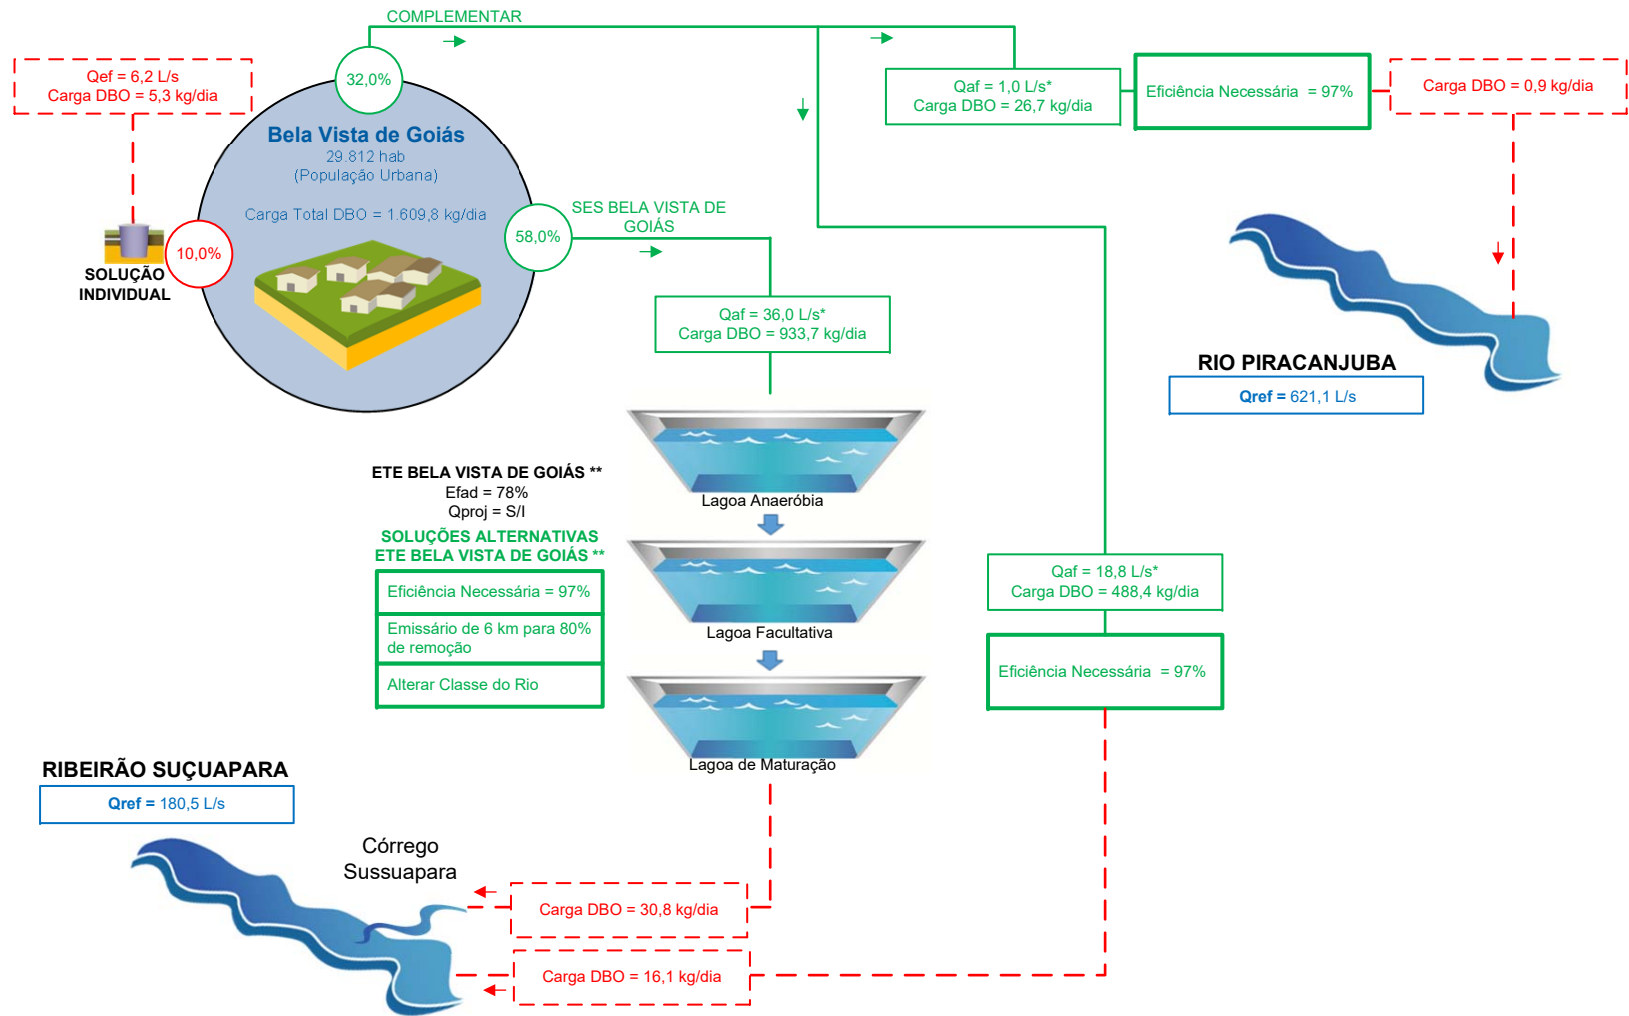 COMPLEMENTAR
Qef = 6,2 L/s
Carga DBO = 5,3 kg/dia
32,0%
Qaf = 1,0 L/s*
Carga DBO = 26,7 kg/dia
Eficiência Necessária = 97%
Carga DBO = 0,9 kg/dia
Bela Vista de Goiás
29.812 hab
(População Urbana)
Carga Total DBO = 1.609,8 kg/dia
SES BELA VISTA DE
GOIÁS
58,0%
10,0%
SOLUÇÃO
INDIVIDUAL
Qaf = 36,0 L/s*
Carga DBO = 933,7 kg/dia
RIO PIRACANJUBA
Qref = 621,1 L/s
ETE BELA VISTA DE GOIÁS **
Efad = 78%
Qproj = S/I
Lagoa Anaeróbia
SOLUÇÕES ALTERNATIVAS
ETE BELA VISTA DE GOIÁS **
Eficiência Necessária = 97%
Emissário de 6 km para 80%
de remoção
Alterar Classe do Rio
Lagoa Facultativa
Qaf = 18,8 L/s*
Carga DBO = 488,4 kg/dia
Eficiência Necessária = 97%
Lagoa de Maturação
RIBEIRÃO SUÇUAPARA
Qref = 180,5 L/s
Córrego
Sussuapara
Carga DBO = 30,8 kg/dia
Carga DBO = 16,1 kg/dia